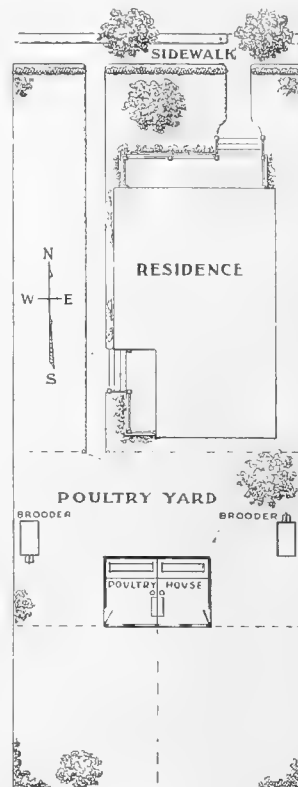 SIDEWALK
RESIDENCE
N
W E
S
POULTRY YARD
BROODER BROODER
POULTRY HOUSE